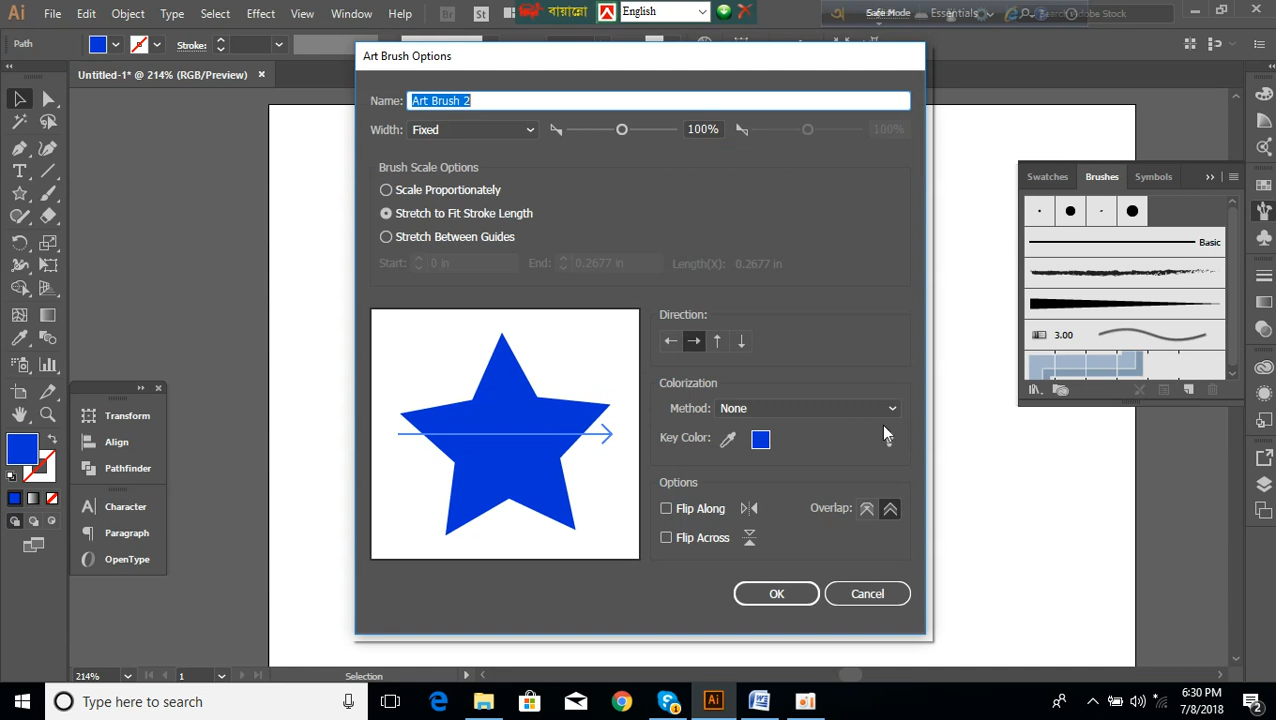 Ai File Edit Object Type Select Effect View Window Help Br St বায়ান্নো English Safe Mode Essentials Adobe Stock
Path Stroke:
Untitled-1* @ 214% (RGB/Preview)
Art Brush Options
Name: Art Brush 2
Width: Fixed 100% 100%
Brush Scale Options
Scale Proportionately
Stretch to Fit Stroke Length
Stretch Between Guides
Start: 0 in End: 0.2677 in Length(X): 0.2677 in
Direction:
Colorization
Method: None
Key Color:
Options
Flip Along Overlap:
Flip Across
OK Cancel
Swatches Brushes Symbols
Basic
3.00
Transform
Align
Pathfinder
Character
Paragraph
OpenType
214% 1 Selection
Type here to search
Ai
6:30 PM
7/8/2018